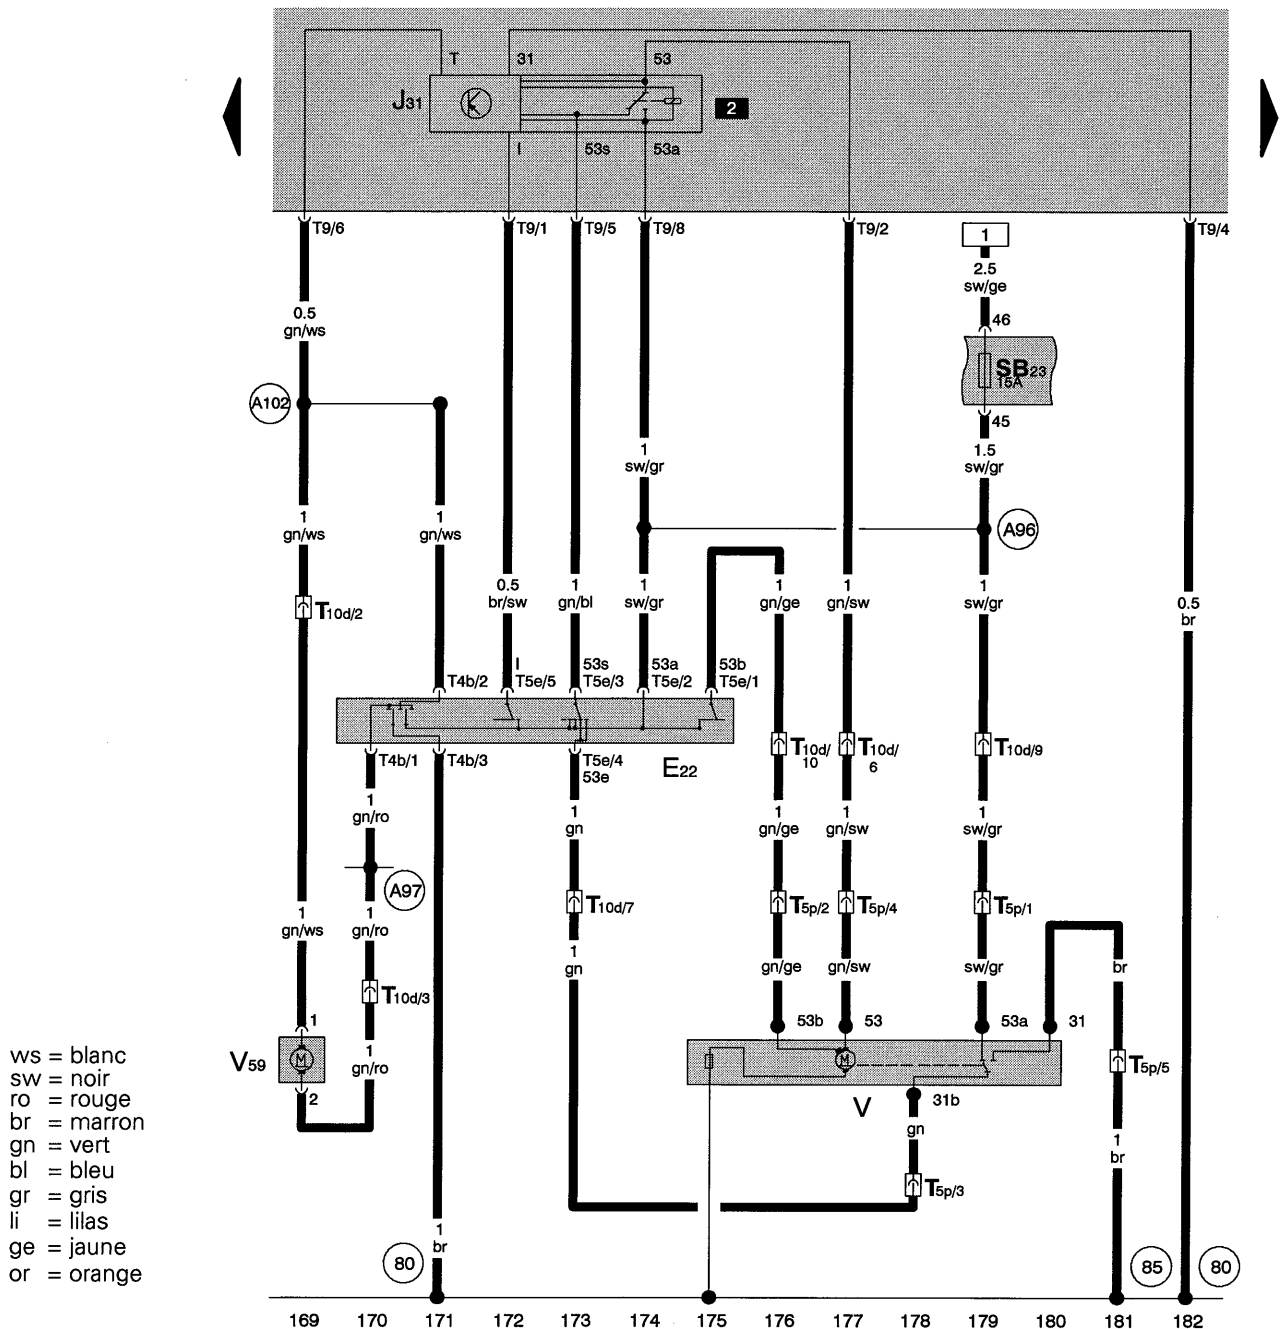 T 31 53
J31 2
I 53s 53a
T9/6 T9/1 T9/5 T9/8 T9/2 1 T9/4
2.5
sw/ge
0.5
gn/ws
46
SB23
15A
A102
45
1 1.5
sw/gr sw/gr
1 1
gn/ws gn/ws
A96
0.5 1 1 1 1 1 0.5
br/sw gn/bl sw/gr gn/ge gn/sw sw/gr br
T10d/2
I 53s 53a 53b
T4b/2 T5e/5 T5e/3 T5e/2 T5e/1
T10d/10 T10d/6 T10d/9
T4b/1 T4b/3 T5e/4 E22
53e
1 1 1 1 1
gn/ro gn gn/ge gn/sw sw/gr
A97
T10d/7 T5p/2 T5p/4 T5p/1
1 1 1
gn/ws gn/ro gn gn/ge gn/sw sw/gr br
T10d/3
1 53b 53 53a 31
V59 M M T5p/5
1
gn/ro
2 V 31b
gn
1
br
T5p/3
1
br
80 85 80
ws = blanc
sw = noir
ro = rouge
br = marron
gn = vert
bl = bleu
gr = gris
li = lilas
ge = jaune
or = orange
169 170 171 172 173 174 175 176 177 178 179 180 181 182